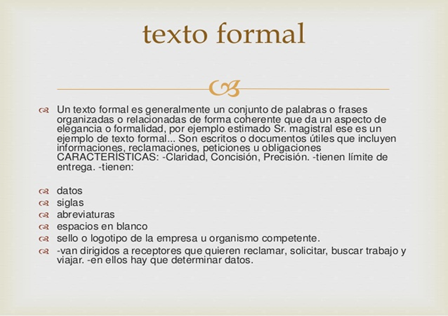 texto formal
Un texto formal es generalmente un conjunto de palabras o frases
organizadas o relacionadas de forma coherente que da un aspecto de
elegancia o formalidad, por ejemplo estimado Sr. magistral ese es un
ejemplo de texto formal... Son escritos o documentos útiles que incluyen
informaciones, reclamaciones, peticiones u obligaciones
CARACTERÍSTICAS: -Claridad, Concisión, Precisión. -tienen límite de
entrega. -tienen:
datos
siglas
abreviaturas
espacios en blanco
sello o logotipo de la empresa u organismo competente.
-van dirigidos a receptores que quieren reclamar, solicitar, buscar trabajo y
viajar. -en ellos hay que determinar datos.